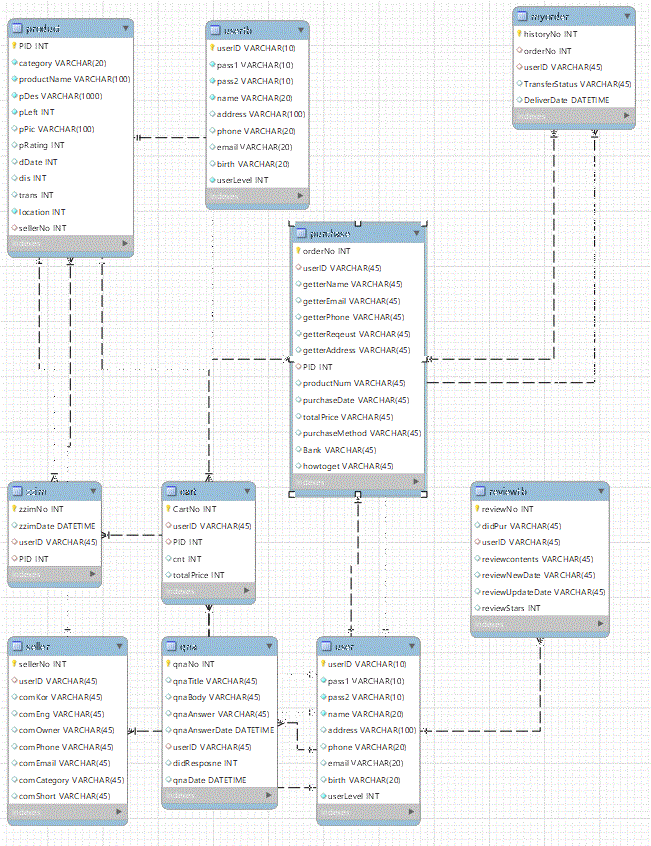 product
PID INT
category VARCHAR(20)
productName VARCHAR(100)
pDes VARCHAR(1000)
pLeft INT
pPic VARCHAR(100)
pRating INT
dDate INT
dis INT
trans INT
location INT
sellerNo INT
Indexes
userib
userID VARCHAR(10)
pass1 VARCHAR(10)
pass2 VARCHAR(10)
name VARCHAR(20)
address VARCHAR(100)
phone VARCHAR(20)
email VARCHAR(20)
birth VARCHAR(20)
userLevel INT
Indexes
myorder
historyNo INT
orderNo INT
userID VARCHAR(45)
TransferStatus VARCHAR(45)
DeliverDate DATETIME
Indexes
purchase
orderNo INT
userID VARCHAR(45)
getterName VARCHAR(45)
getterEmail VARCHAR(45)
getterPhone VARCHAR(45)
getterReqeust VARCHAR(45)
getterAddress VARCHAR(45)
PID INT
productNum VARCHAR(45)
purchaseDate VARCHAR(45)
totalPrice VARCHAR(45)
purchaseMethod VARCHAR(45)
Bank VARCHAR(45)
howtoget VARCHAR(45)
Indexes
zzim
zzimNo INT
zzimDate DATETIME
userID VARCHAR(45)
PID INT
Indexes
cart
CartNo INT
userID VARCHAR(45)
PID INT
cnt INT
totalPrice INT
Indexes
reviewtb
reviewNo INT
didPur VARCHAR(45)
userID VARCHAR(45)
reviewcontents VARCHAR(45)
reviewNewDate VARCHAR(45)
reviewUpdateDate VARCHAR(45)
reviewStars INT
Indexes
seller
sellerNo INT
userID VARCHAR(45)
comKor VARCHAR(45)
comEng VARCHAR(45)
comOwner VARCHAR(45)
comPhone VARCHAR(45)
comEmail VARCHAR(45)
comCategory VARCHAR(45)
comShort VARCHAR(45)
Indexes
qna
qnaNo INT
qnaTitle VARCHAR(45)
qnaBody VARCHAR(45)
qnaAnswer VARCHAR(45)
qnaAnswerDate DATETIME
userID VARCHAR(45)
didResposne INT
qnaDate DATETIME
Indexes
user
userID VARCHAR(10)
pass1 VARCHAR(10)
pass2 VARCHAR(10)
name VARCHAR(20)
address VARCHAR(100)
phone VARCHAR(20)
email VARCHAR(20)
birth VARCHAR(20)
userLevel INT
Indexes